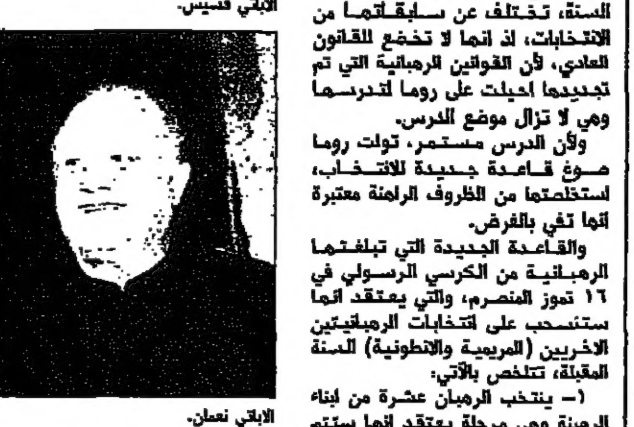 السنة، تختلف عن سابقاتها من
الانتخابات، اذ انها لا تخضع للقانون
العادي، لأن القوانين الرهبانية التي تم
تجديدها احيلت على روما لتدرسها
وهي لا تزال موضع الدرس.
ولأن الدرس مستمر، تولت روما
صوغ قاعدة جديدة للانتخاب،
استخلصتها من الظروف الراهنة معتبرة
انها تفي بالغرض.
والقاعدة الجديدة التي تبلغتها
الرهبانية من الكرسي الرسولي في
١٦ تموز المنصرم، والتي يعتقد انها
ستنسحب على انتخابات الرهبانيتين
الاخريين (المريمية والانطونية) السنة
المقبلة، تتلخص بالآتي:
١– ينتخب الرهبان عشرة من ابناء
الرهبنة وهي مرحلة يعتقد انها ستتم
الاباتي قسيس.
الاباتي نعمان.